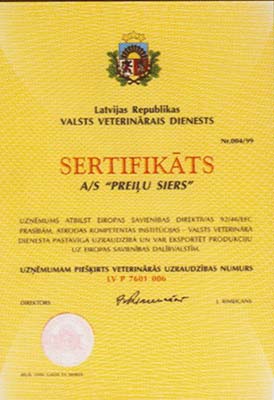 Latvijas Republikas
VALSTS VETERINĀRAIS DIENESTS
Nr.004/99
SERTIFIKĀTS
A/S "PREIĻU SIERS"
UZŅĒMUMS ATBILST EIROPAS SAVIENĪBAS DIREKTĪVAS 92/46/EEC
PRASĪBĀM, ATRODAS KOMPETENTAS INSTITŪCIJAS - VALSTS VETERINĀRA
DIENESTA PASTĀVĪGĀ UZRAUDZĪBĀ UN VAR EKSPORTĒT PRODUKCIJU
UZ EIROPAS SAVIENĪBAS DALĪBVALSTĪM.
UZŅĒMUMAM PIEŠĶIRTS VETERINĀRĀS UZRAUDZĪBAS NUMURS
LV P 7601 006
DIREKTORS